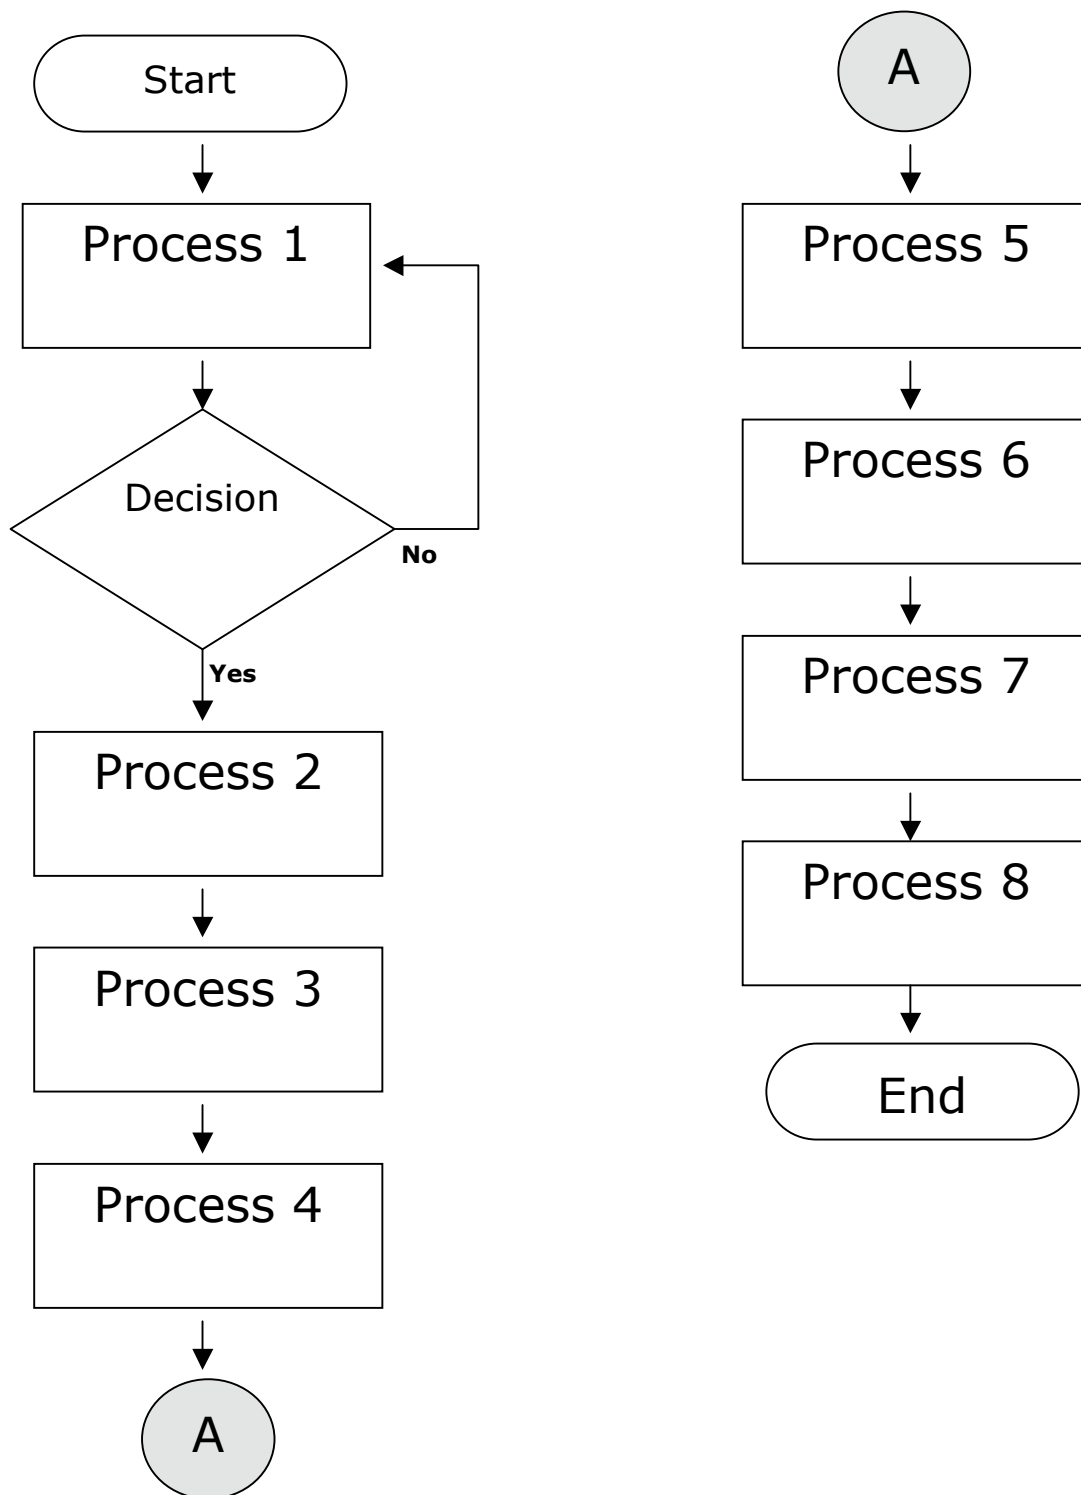 Start
Process 1
Decision
No
Yes
Process 2
Process 3
Process 4
A
A
Process 5
Process 6
Process 7
Process 8
End